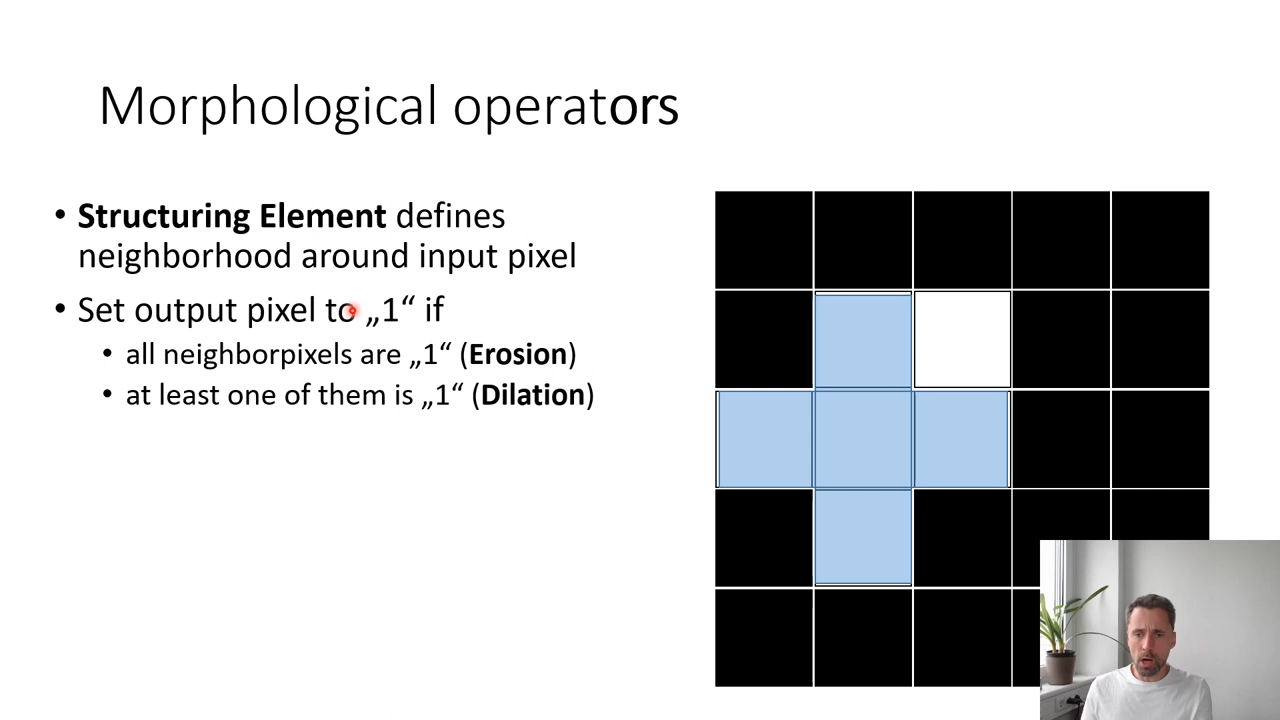 Morphological operators
• Structuring Element defines
neighborhood around input pixel
• Set output pixel to „1“ if
• all neighborpixels are „1“ (Erosion)
• at least one of them is „1“ (Dilation)